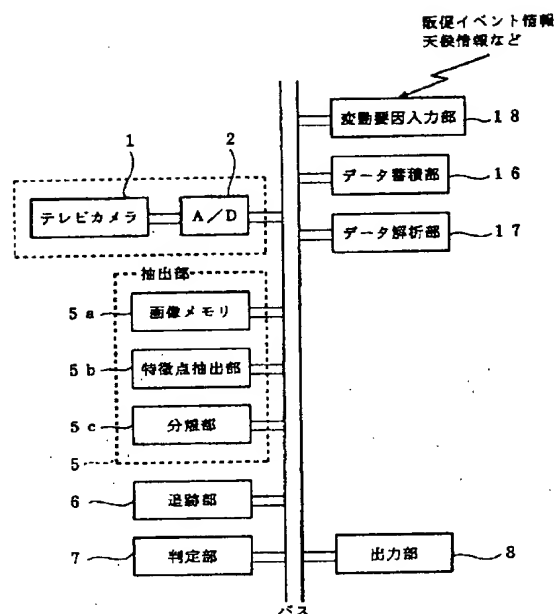 販促イベント情報
天候情報など
変動要因入力部
18
1
2
データ蓄積部
16
テレビカメラ
A/D
データ解析部
17
抽出部
5a
画像メモリ
5b
特徴点抽出部
5c
分離部
5
6
追跡部
7
判定部
出力部
8
バス